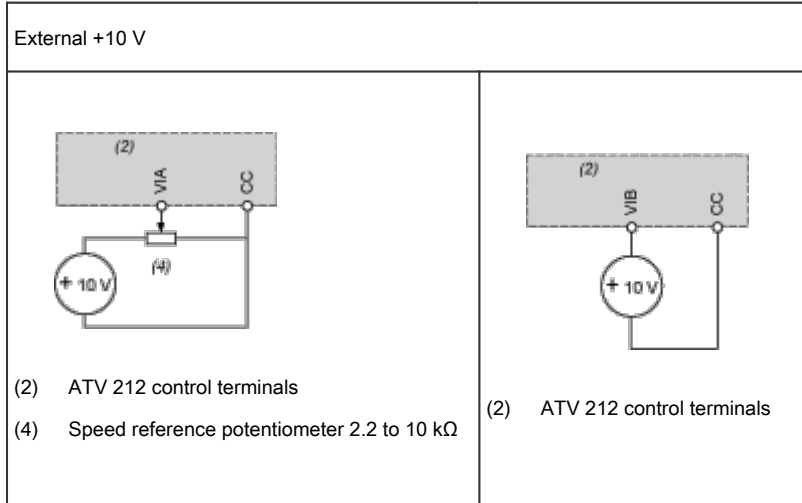 External +10 V
(2)
VIA
CC
(4)
+ 10 V
(2) ATV 212 control terminals
(4) Speed reference potentiometer 2.2 to 10 kΩ
(2)
VIB
CC
+ 10 V
(2) ATV 212 control terminals